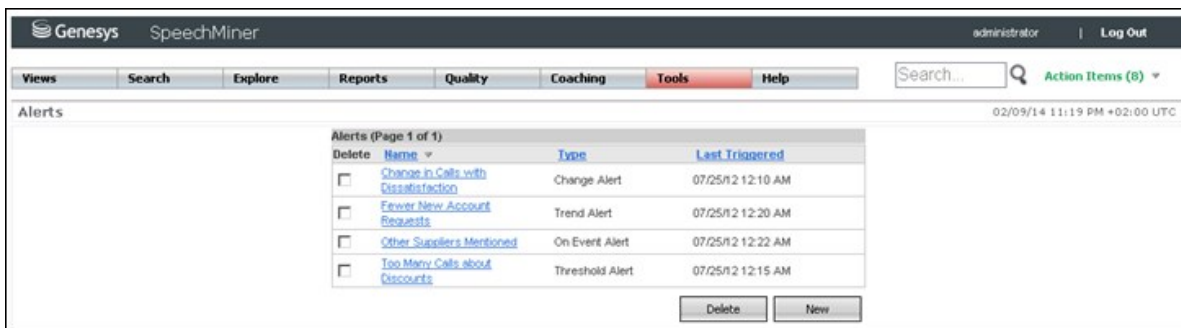 Genesys SpeechMiner administrator | Log Out
Views Search Explore Reports Quality Coaching Tools Help Search... Action Items (8)
Alerts 02/09/14 11:19 PM +02:00 UTC
Alerts (Page 1 of 1)
Delete Name Type Last Triggered
Change in Calls with Dissatisfaction Change Alert 07/25/12 12:10 AM
Fewer New Account Requests Trend Alert 07/25/12 12:20 AM
Other Suppliers Mentioned On Event Alert 07/25/12 12:22 AM
Too Many Calls about Discounts Threshold Alert 07/25/12 12:15 AM
Delete New